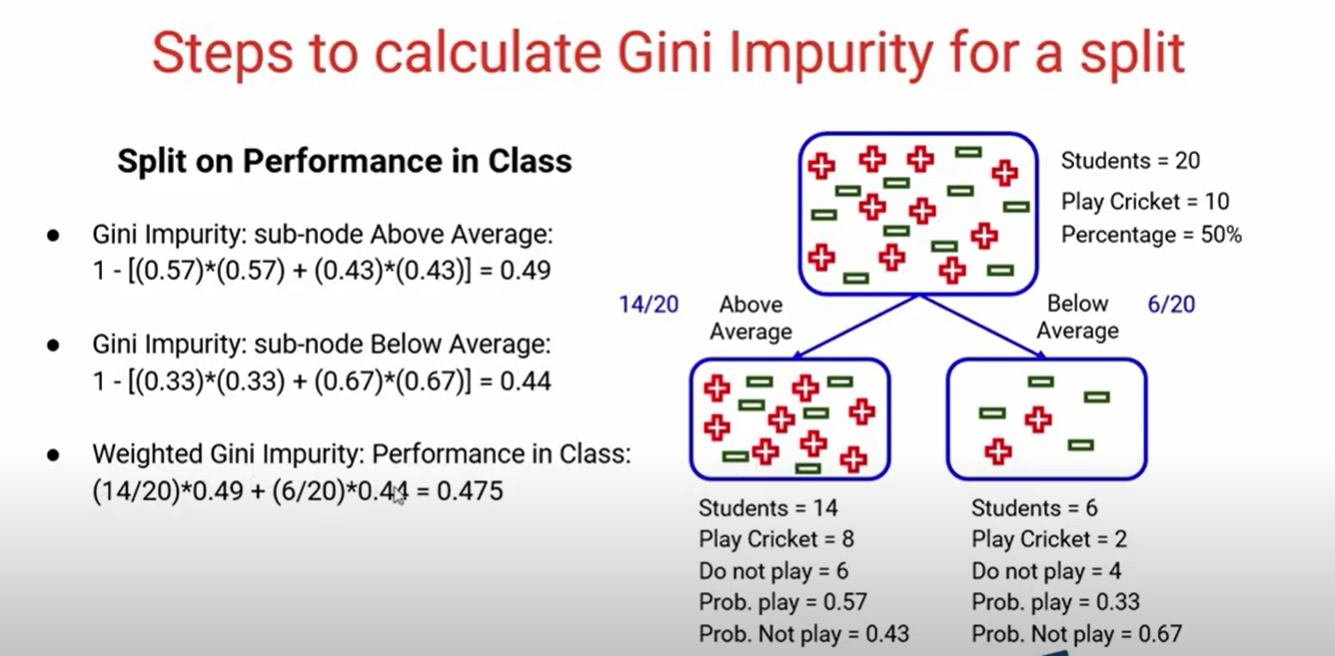 Steps to calculate Gini Impurity for a split
Split on Performance in Class
● Gini Impurity: sub-node Above Average:
1 - [(0.57)*(0.57) + (0.43)*(0.43)] = 0.49
● Gini Impurity: sub-node Below Average:
1 - [(0.33)*(0.33) + (0.67)*(0.67)] = 0.44
● Weighted Gini Impurity: Performance in Class:
(14/20)*0.49 + (6/20)*0.44 = 0.475
Students = 20
Play Cricket = 10
Percentage = 50%
14/20
Above
Average
Below
Average
6/20
Students = 14
Play Cricket = 8
Do not play = 6
Prob. play = 0.57
Prob. Not play = 0.43
Students = 6
Play Cricket = 2
Do not play = 4
Prob. play = 0.33
Prob. Not play = 0.67